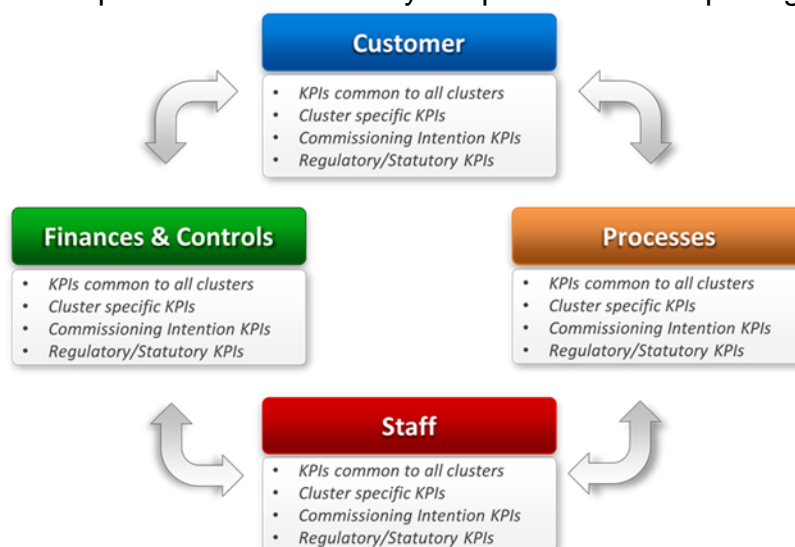 Customer
• KPIs common to all clusters
• Cluster specific KPIs
• Commissioning Intention KPIs
• Regulatory/Statutory KPIs
Finances & Controls
• KPIs common to all clusters
• Cluster specific KPIs
• Commissioning Intention KPIs
• Regulatory/Statutory KPIs
Processes
• KPIs common to all clusters
• Cluster specific KPIs
• Commissioning Intention KPIs
• Regulatory/Statutory KPIs
Staff
• KPIs common to all clusters
• Cluster specific KPIs
• Commissioning Intention KPIs
• Regulatory/Statutory KPIs